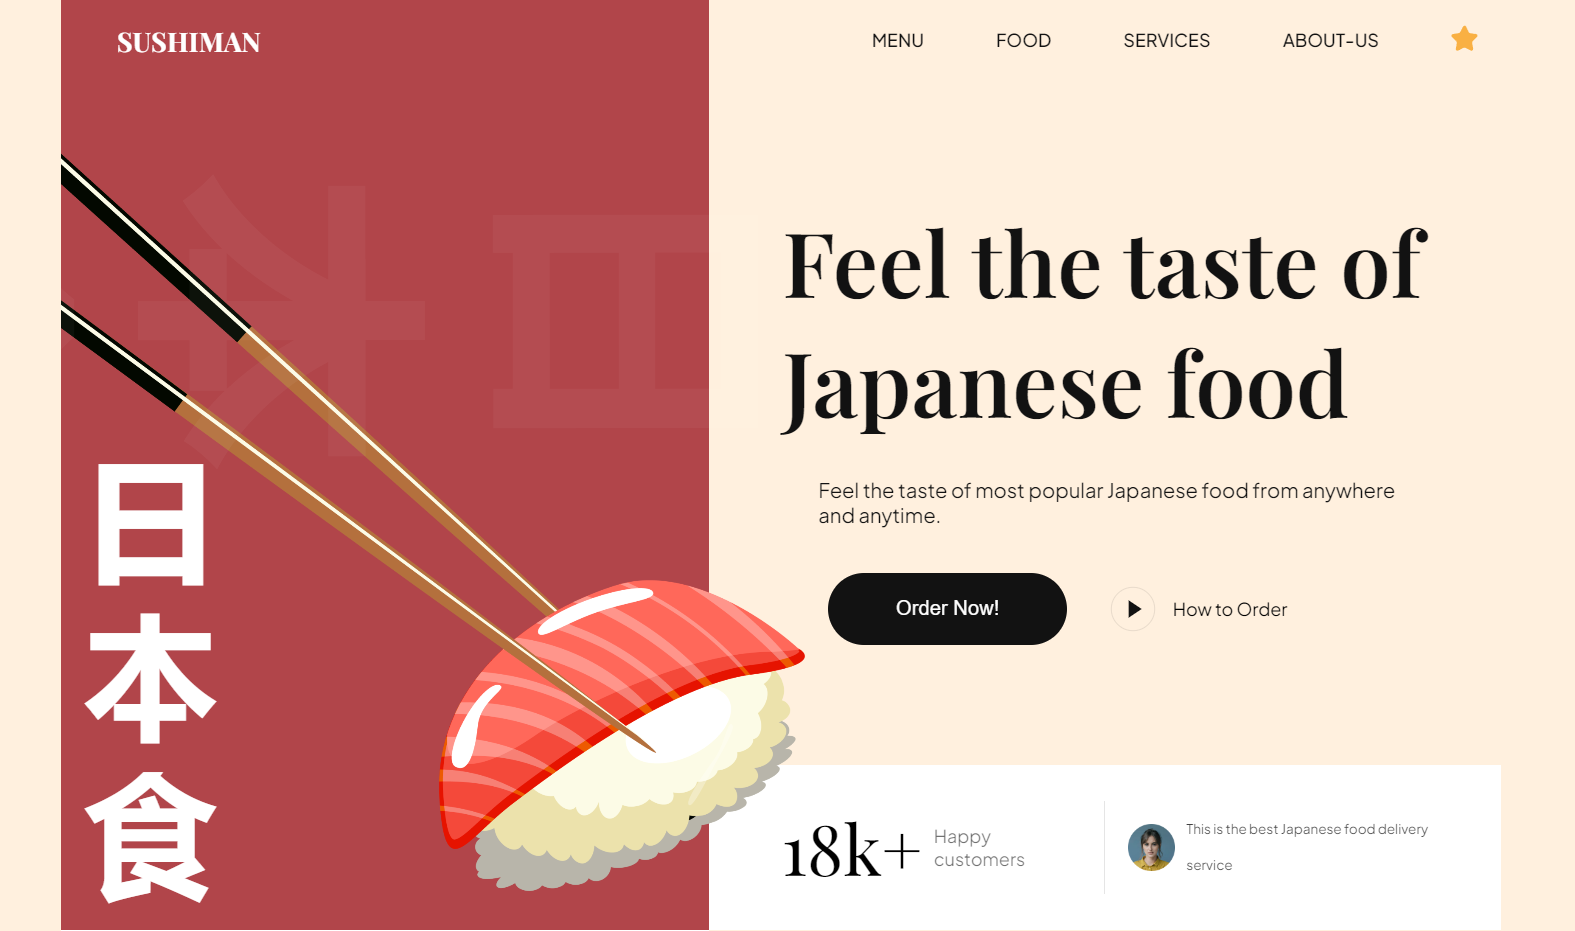 SUSHIMAN
MENU
FOOD
SERVICES
ABOUT-US
日
本
食
Feel the taste of
Japanese food
Feel the taste of most popular Japanese food from anywhere
and anytime.
Order Now!
How to Order
18k+
Happy
customers
This is the best Japanese food delivery
service